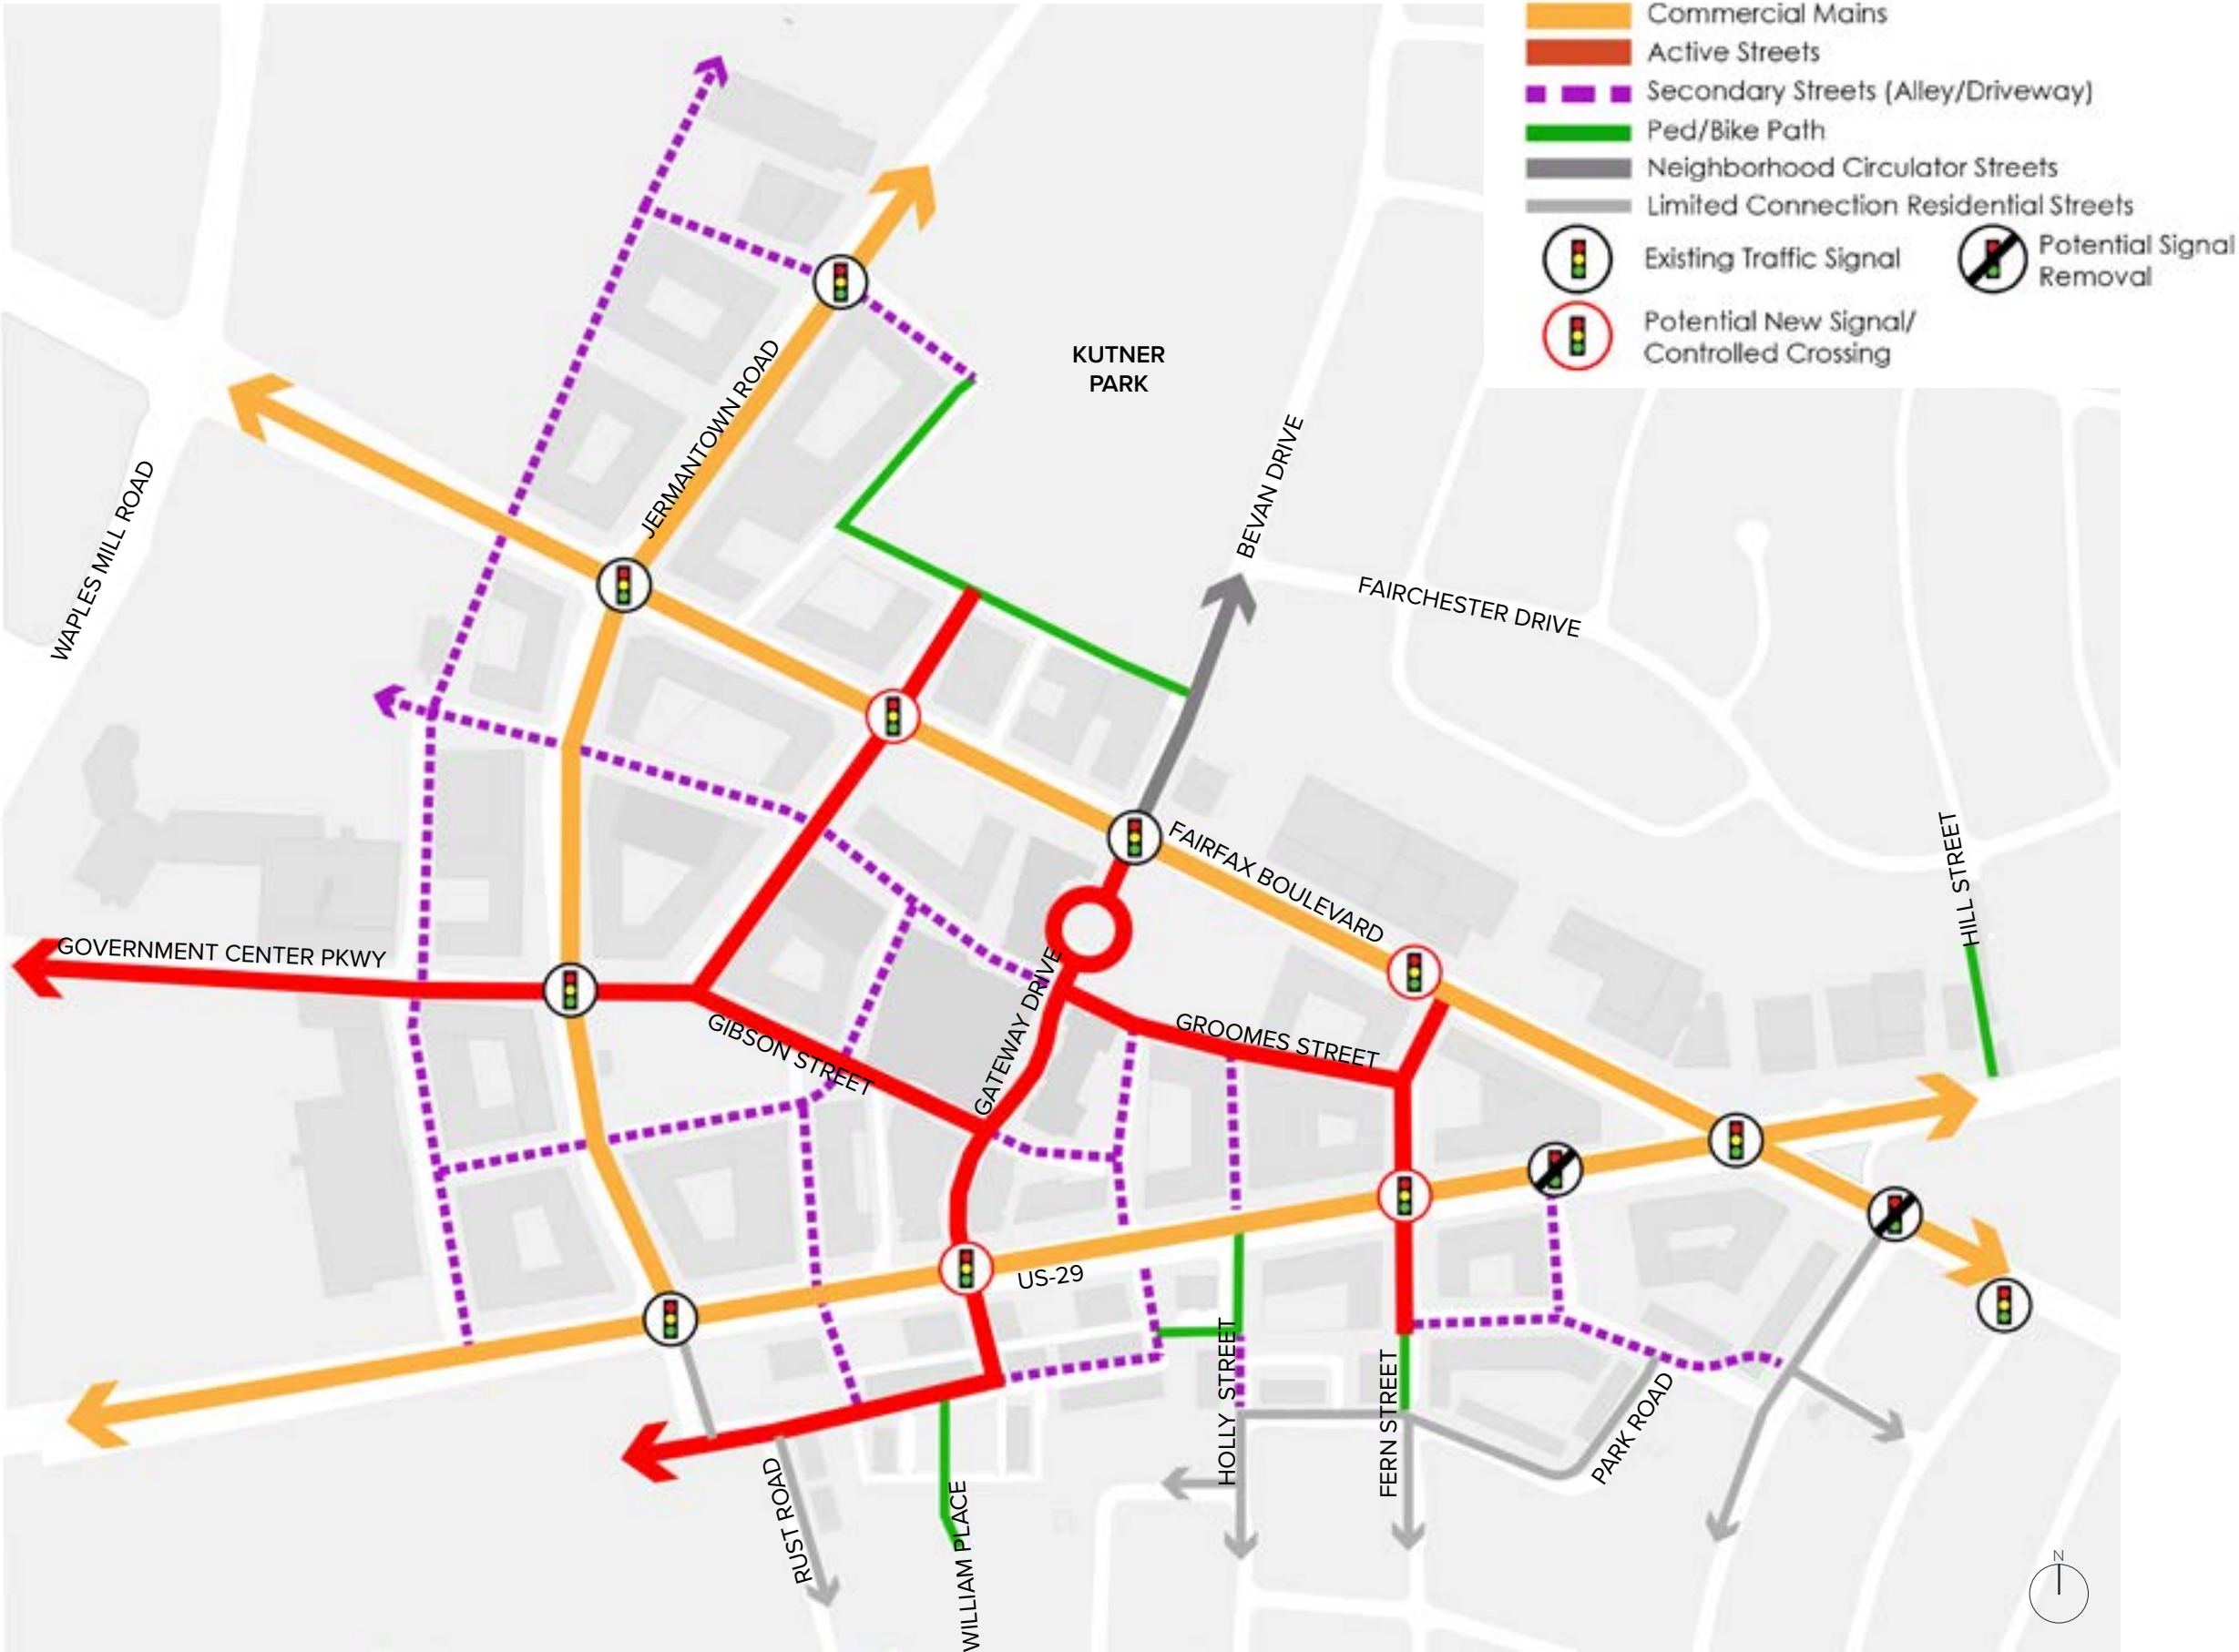 Commercial Mains
Active Streets
Secondary Streets (Alley/Driveway)
Ped/Bike Path
Neighborhood Circulator Streets
Limited Connection Residential Streets
Existing Traffic Signal
Potential Signal
Removal
Potential New Signal/
Controlled Crossing
KUTNER
PARK
JERMANTOWN ROAD
BEVAN DRIVE
WAPLES MILL ROAD
FAIRCHESTER DRIVE
FAIRFAX BOULEVARD
HILL STREET
GOVERNMENT CENTER PKWY
GATEWAY DRIVE
GIBSON STREET
GROOMES STREET
US-29
HOLLY STREET
FERN STREET
PARK ROAD
RUST ROAD
WILLIAM PLACE
N